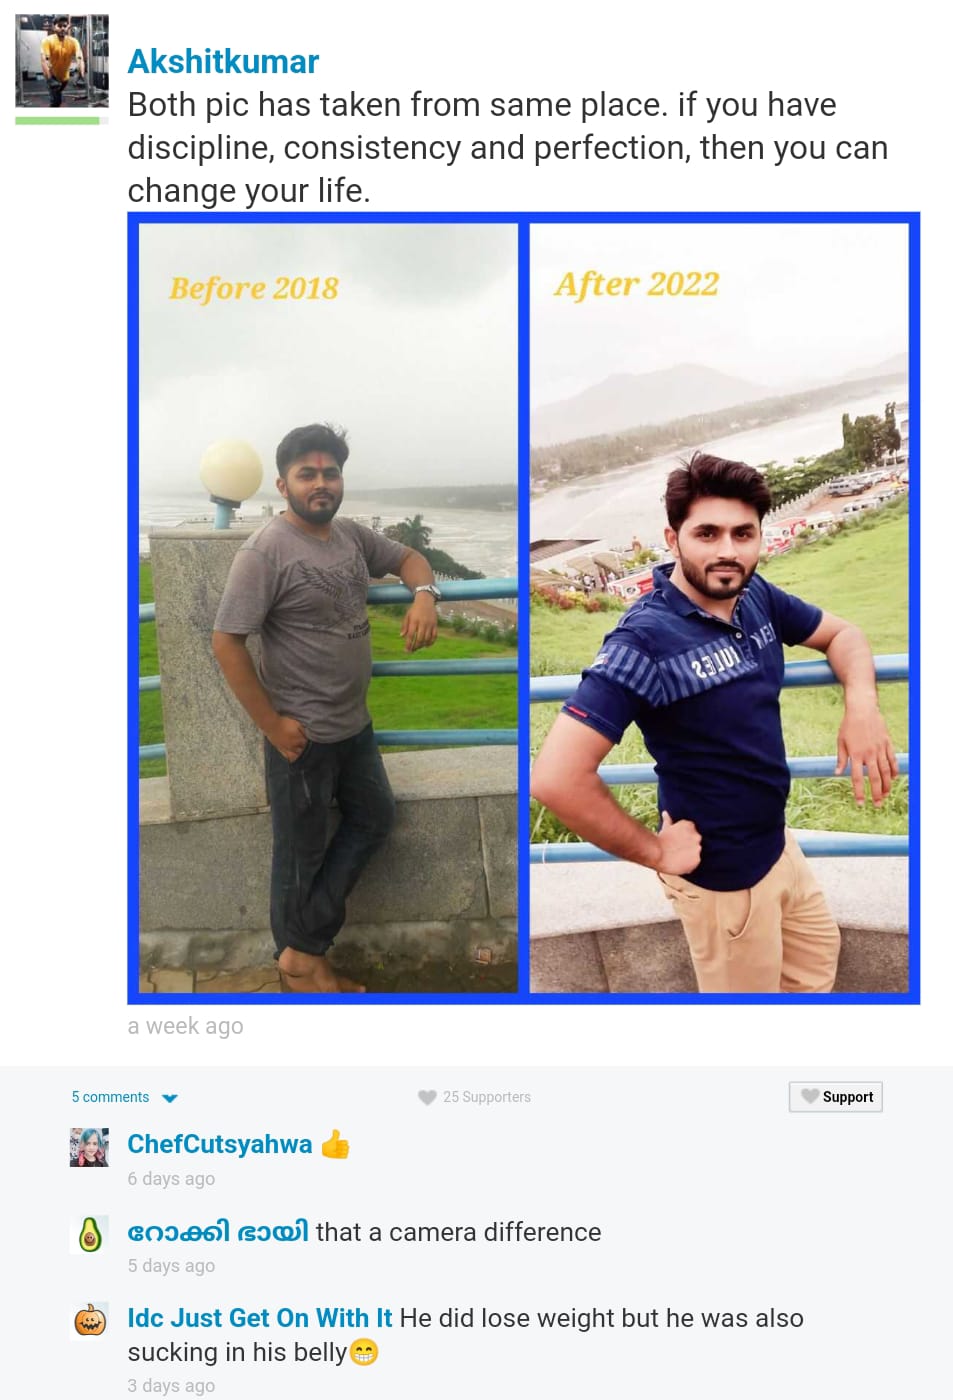 Akshitkumar
Both pic has taken from same place. if you have
discipline, consistency and perfection, then you can
change your life.
Before 2018
After 2022
JULES
a week ago
5 comments
25 Supporters
Support
ChefCutsyahwa 👍
6 days ago
റോക്കി ഭായി that a camera difference
5 days ago
Idc Just Get On With It He did lose weight but he was also
sucking in his belly😁
3 days ago